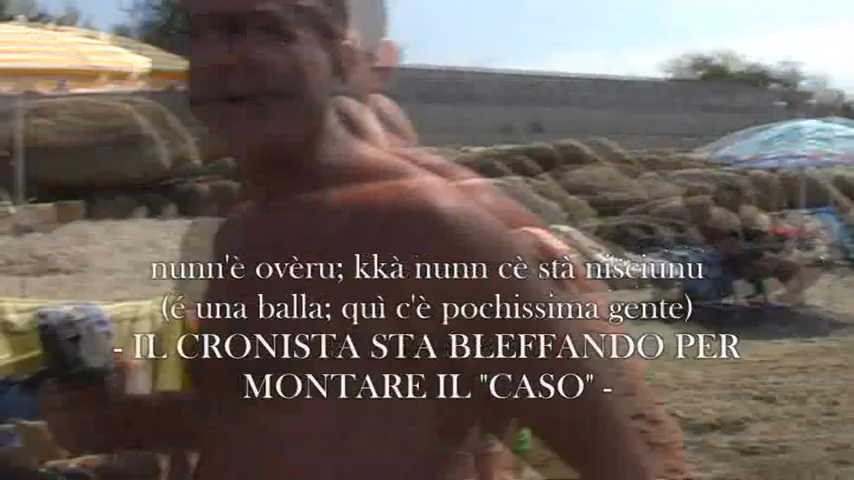 nunn'è ovèru; kkà nunn cè stà nisciunu
(é una balla; quì c'è pochissima gente)
- IL CRONISTA STA BLEFFANDO PER
MONTARE IL "CASO" -